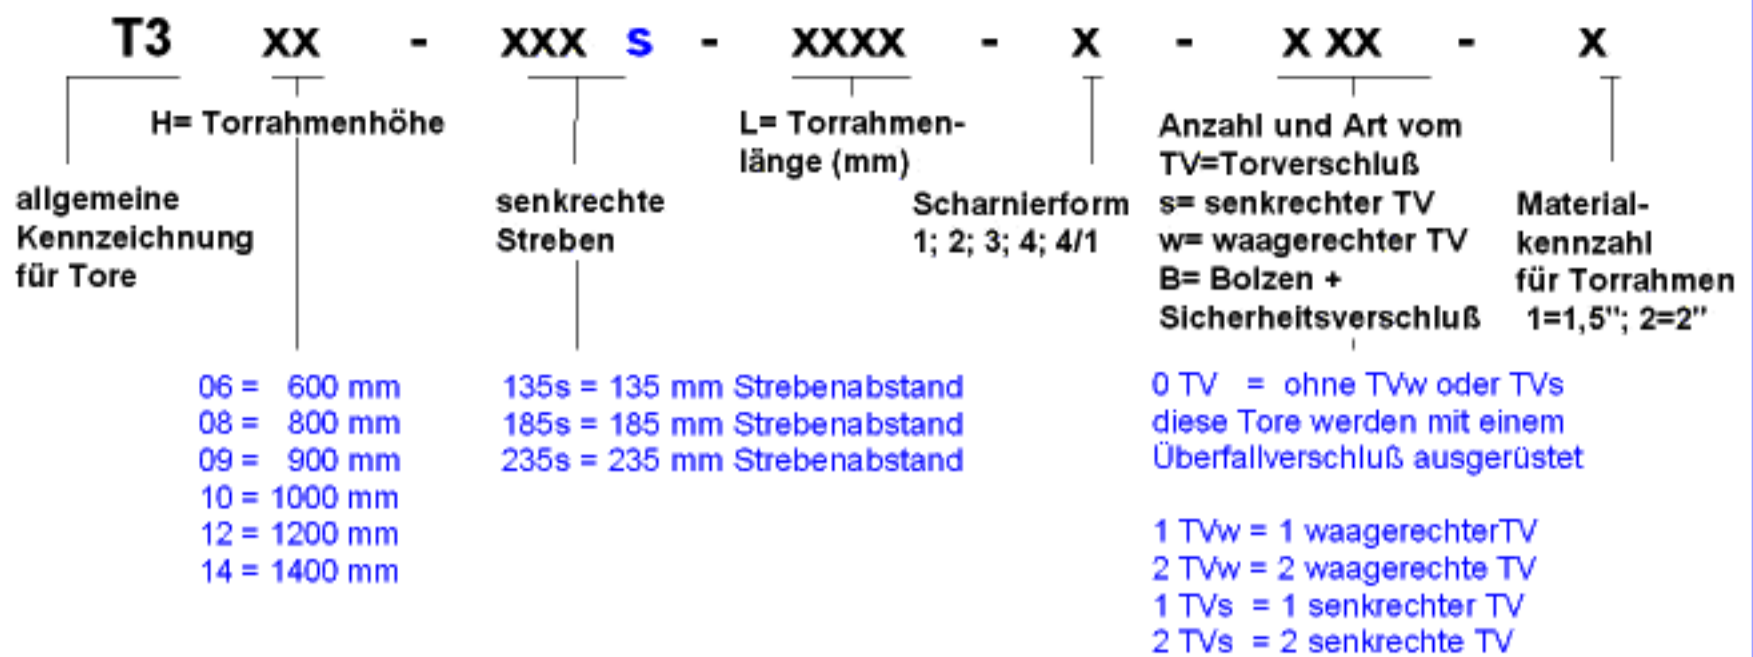 T3 xx - xxx s - xxxx - x - x xx - x
H= Torrahmenhöhe
allgemeine
Kennzeichnung
für Tore
senkrechte
Streben
L= Torrahmen-
länge (mm)
Scharnierform
1; 2; 3; 4; 4/1
Anzahl und Art vom
TV=Torverschluß
s= senkrechter TV
w= waagerechter TV
B= Bolzen +
Sicherheitsverschluß
Material-
kennzahl
für Torrahmen
1=1,5"; 2=2"
06 = 600 mm
08 = 800 mm
09 = 900 mm
10 = 1000 mm
12 = 1200 mm
14 = 1400 mm
135s = 135 mm Strebenabstand
185s = 185 mm Strebenabstand
235s = 235 mm Strebenabstand
0 TV = ohne TVw oder TVs
diese Tore werden mit einem
Überfallverschluß ausgerüstet
1 TVw = 1 waagerechterTV
2 TVw = 2 waagerechte TV
1 TVs = 1 senkrechter TV
2 TVs = 2 senkrechte TV